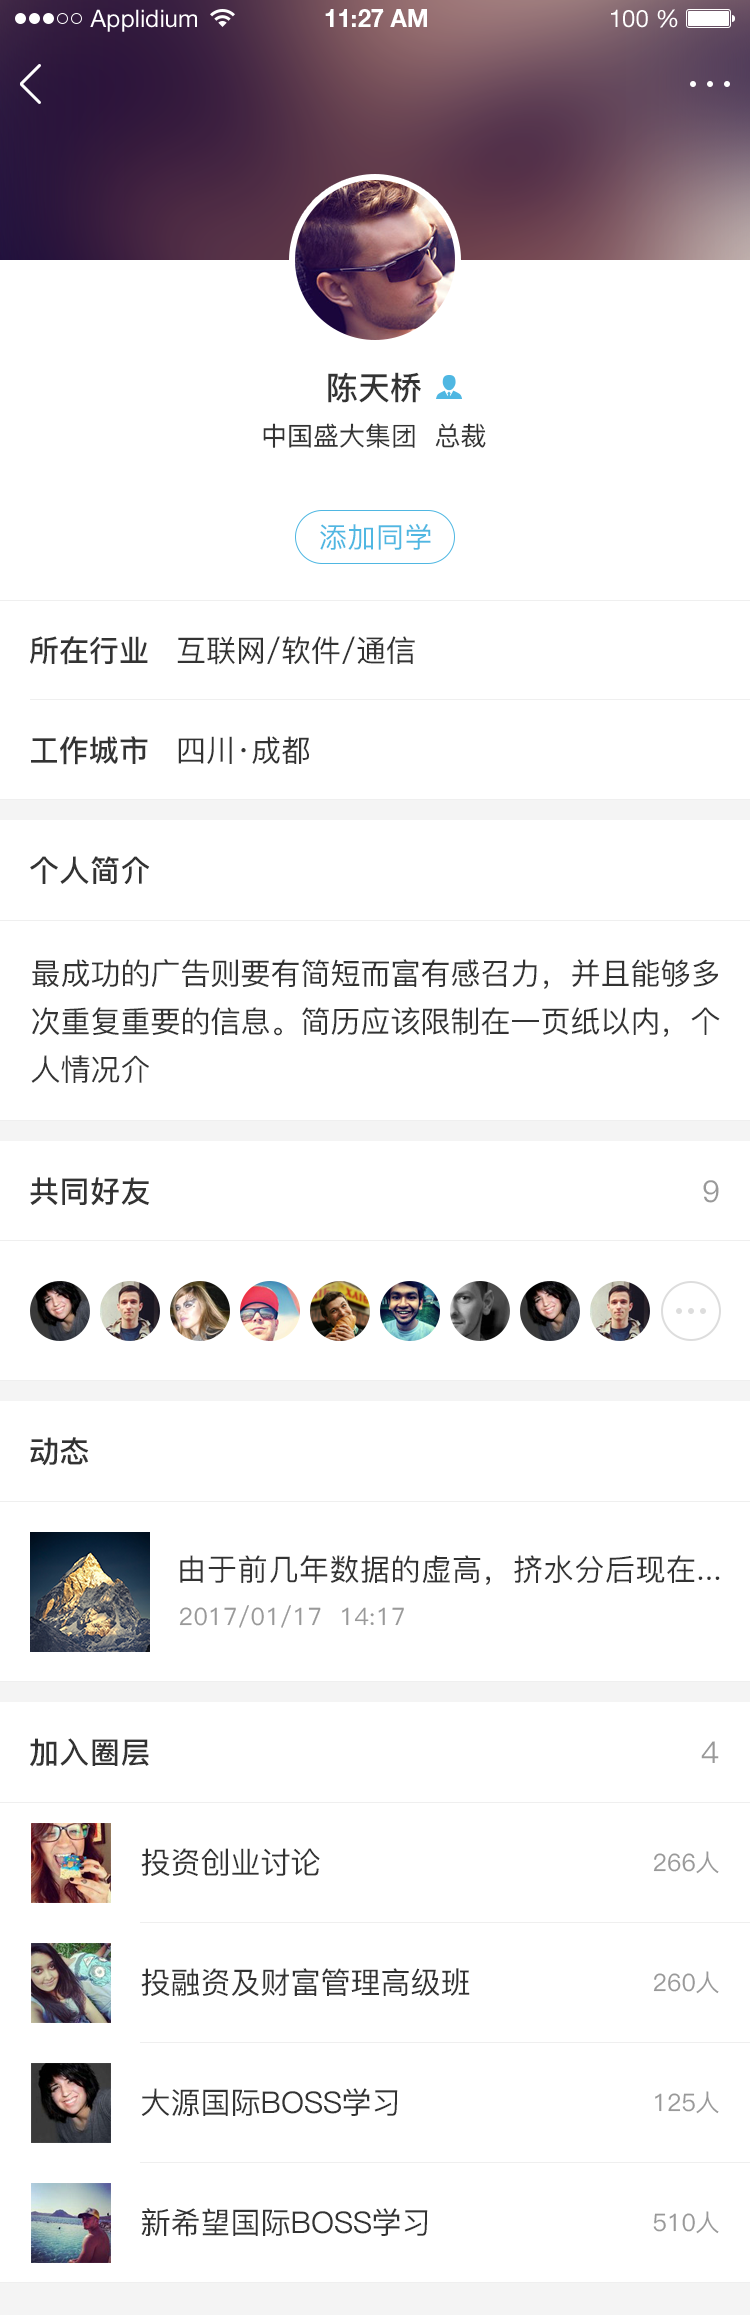 Applidium 11:27 AM 100 %
陈天桥
中国盛大集团 总裁
添加同学
所在行业 互联网/软件/通信
工作城市 四川·成都
个人简介
最成功的广告则要有简短而富有感召力，并且能够多
次重复重要的信息。简历应该限制在一页纸以内，个
人情况介
共同好友 9
动态
由于前几年数据的虚高，挤水分后现在...
2017/01/17 14:17
加入圈层 4
投资创业讨论 266人
投融资及财富管理高级班 260人
大源国际BOSS学习 125人
新希望国际BOSS学习 510人